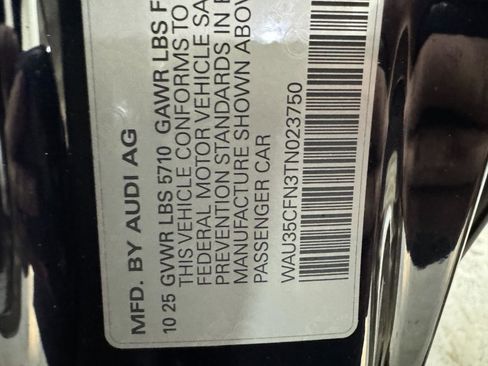 MFD. BY AUDI AG
10 25 GVWR LBS 5710 GAWR LBS F
THIS VEHICLE CONFORMS TO
FEDERAL MOTOR VEHICLE SA
PREVENTION STANDARDS IN E
MANUFACTURE SHOWN ABOV
PASSENGER CAR
WAU35CFN3TN023750